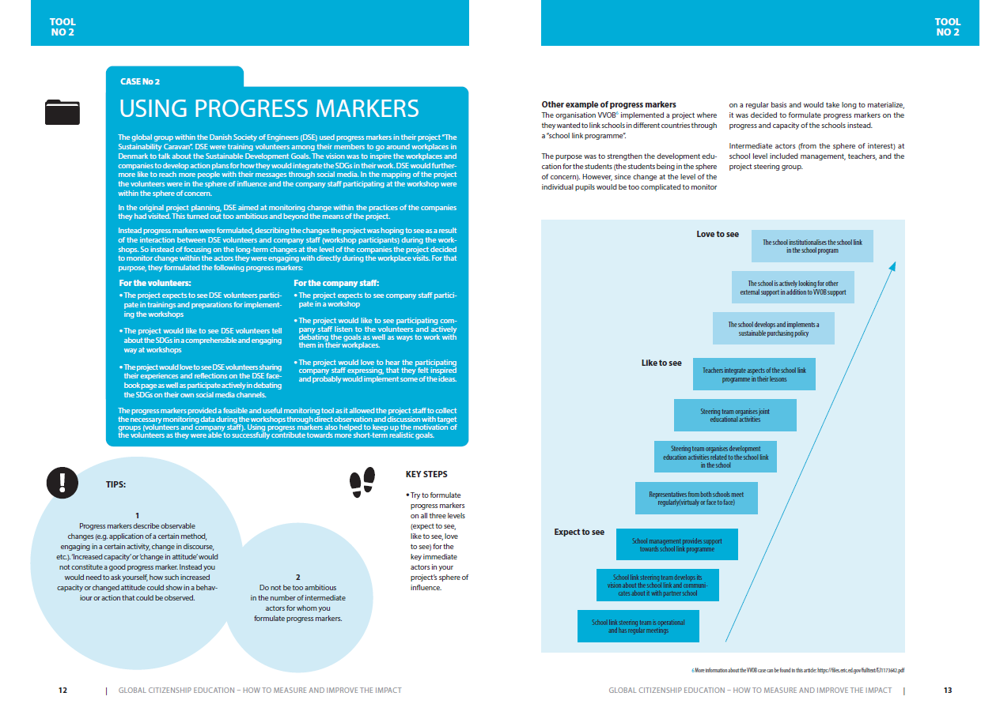 TOOL
NO 2
CASE No 2
USING PROGRESS MARKERS
The global group within the Danish Society of Engineers (DSE) used progress markers in their project “The
Sustainability Caravan”. DSE were training volunteers among their members to go around workplaces in
Denmark to talk about the Sustainable Development Goals. The vision was to inspire the workplaces and
companies to develop action plans for how they would integrate the SDGs in their work. DSE would further-
more like to reach more people with their messages through social media. In the mapping of the project
the volunteers were in the sphere of influence and the company staff participating at the workshop were
within the sphere of concern.
In the original project planning, DSE aimed at monitoring change within the practices of the companies
they had visited. This turned out too ambitious and beyond the means of the project.
Instead progress markers were formulated, describing the changes the project was hoping to see as a result
of the interaction between DSE volunteers and company staff (workshop participants) during the work-
shops. So instead of focusing on the long-term changes at the level of the companies the project decided
to monitor change within the actors they were engaging with directly during the workplace visits. For that
purpose, they formulated the following progress markers:
For the volunteers:
• The project expects to see DSE volunteers partici-
pate in trainings and preparations for implement-
ing the workshops
• The project would like to see DSE volunteers tell
about the SDGs in a comprehensible and engaging
way at workshops
• The project would love to see DSE volunteers sharing
their experiences and reflections on the DSE face-
book page as well as participate actively in debating
the SDGs on their own social media channels.
For the company staff:
• The project expects to see company staff partici-
pate in a workshop
• The project would like to see participating com-
pany staff listen to the volunteers and actively
debating the goals as well as ways to work with
them in their workplaces.
• The project would love to hear the participating
company staff expressing, that they felt inspired
and probably would implement some of the ideas.
The progress markers provided a feasible and useful monitoring tool as it allowed the project staff to collect
the necessary monitoring data during the workshops through direct observation and discussion with target
groups (volunteers and company staff). Using progress markers also helped to keep up the motivation of
the volunteers as they were able to successfully contribute towards more short-term realistic goals.
TIPS:
1
Progress markers describe observable
changes (e.g. application of a certain method,
engaging in a certain activity, change in discourse,
etc.). ‘Increased capacity’ or ‘change in attitude’ would
not constitute a good progress marker. Instead you
would need to ask yourself, how such increased
capacity or changed attitude could show in a behav-
iour or action that could be observed.
2
Do not be too ambitious
in the number of intermediate
actors for whom you
formulate progress markers.
KEY STEPS
• Try to formulate
progress markers
on all three levels
(expect to see,
like to see, love
to see) for the
key immediate
actors in your
project’s sphere of
influence.
12 | GLOBAL CITIZENSHIP EDUCATION – HOW TO MEASURE AND IMPROVE THE IMPACT
TOOL
NO 2
Other example of progress markers
The organisation VVOB6 implemented a project where
they wanted to link schools in different countries through
a “school link programme”.
The purpose was to strengthen the development edu-
cation for the students (the students being in the sphere
of concern). However, since change at the level of the
individual pupils would be too complicated to monitor
on a regular basis and would take long to materialize,
it was decided to formulate progress markers on the
progress and capacity of the schools instead.
Intermediate actors (from the sphere of interest) at
school level included management, teachers, and the
project steering group.
Love to see
The school institutionalises the school link
in the school program
The school is actively looking for other
external support in addition to VVOB support
The school develops and implements a
sustainable purchasing policy
Like to see
Teachers integrate aspects of the school link
programme in their lessons
Steering team organises joint
educational activities
Steering team organises development
education activities related to the school link
in the school
Representatives from both schools meet
regularly(virtualy or face to face)
Expect to see
School management provides support
towards school link programme
School link steering team develops its
vision about the school link and communi-
cates about it with partner school
School link steering team is operational
and has regular meetings
6 More information about the VVOB case can be found in this article: https://files.eric.ed.gov/fulltext/EJ1173642.pdf
GLOBAL CITIZENSHIP EDUCATION – HOW TO MEASURE AND IMPROVE THE IMPACT | 13